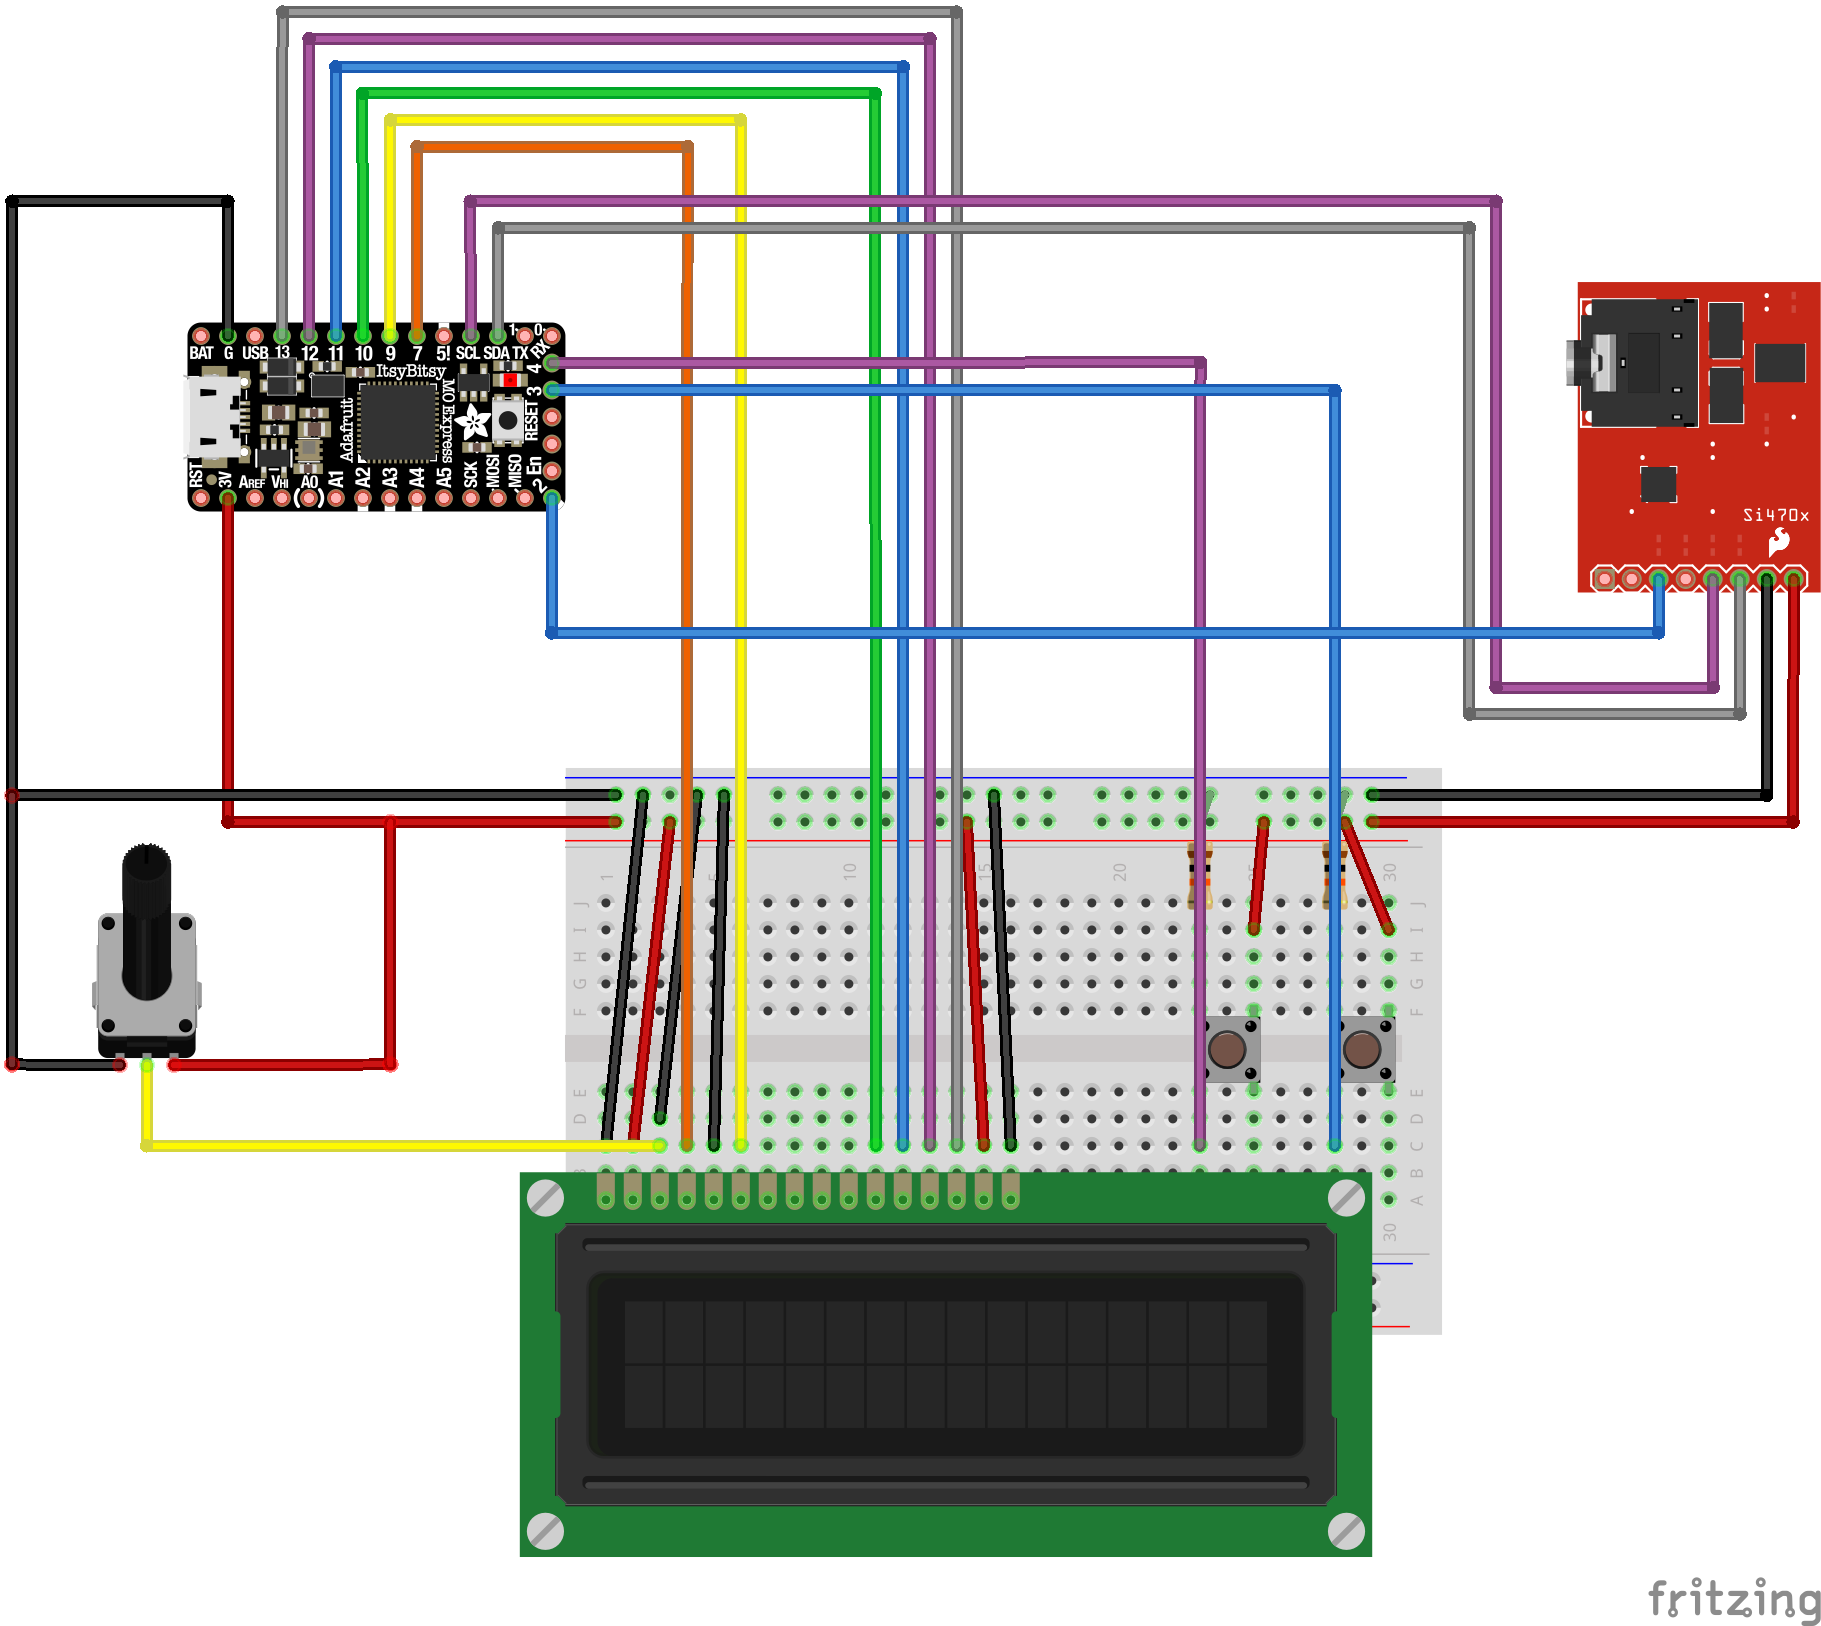 BAT G USB 13 12 11 10 9 7 5! SCL SDA TX 1 0
RX
4
3
RESET
En
2
ItsyBitsy
M0 Express
Adafruit
RST 3V AREF VHI (A0) A1 A2 A3 A4 A5 SCK MOSI MISO
Si470x
1 5 10 15 20 25 30
J J
I I
H H
G G
F F
E E
D D
C
B B
A
30
fritzing